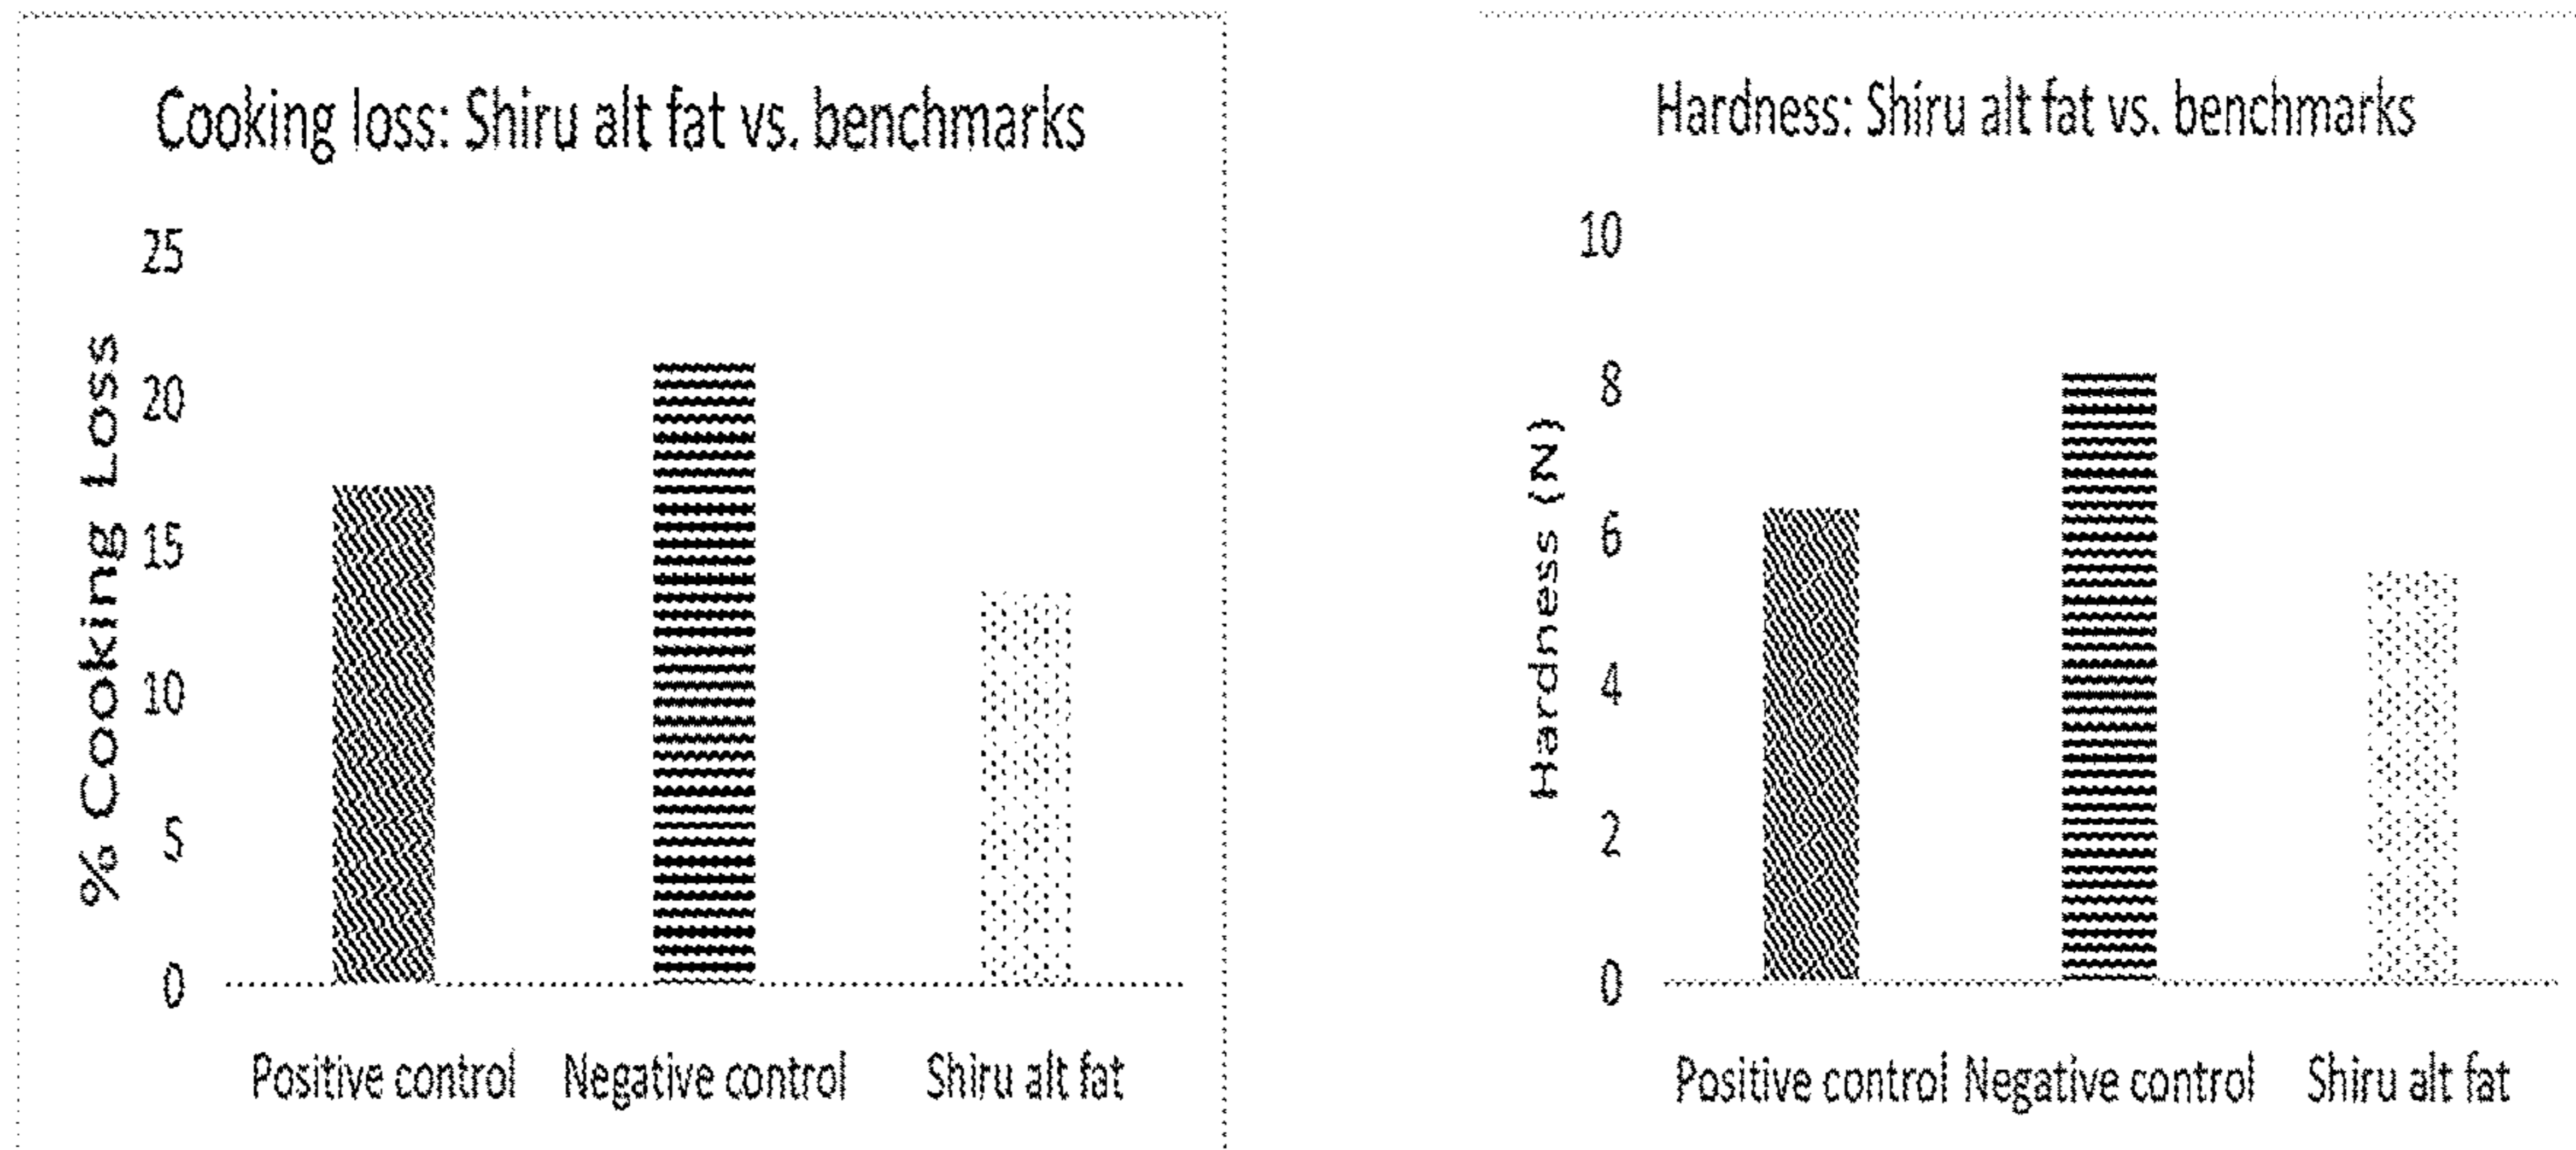 Cooking loss: Shiru alt fat vs. benchmarks
% Cooking Loss
25
20
15
10
5
0
Positive control Negative control Shiru alt fat
Hardness: Shiru alt fat vs. benchmarks
Hardness (N)
10
8
6
4
2
0
Positive control Negative control Shiru alt fat